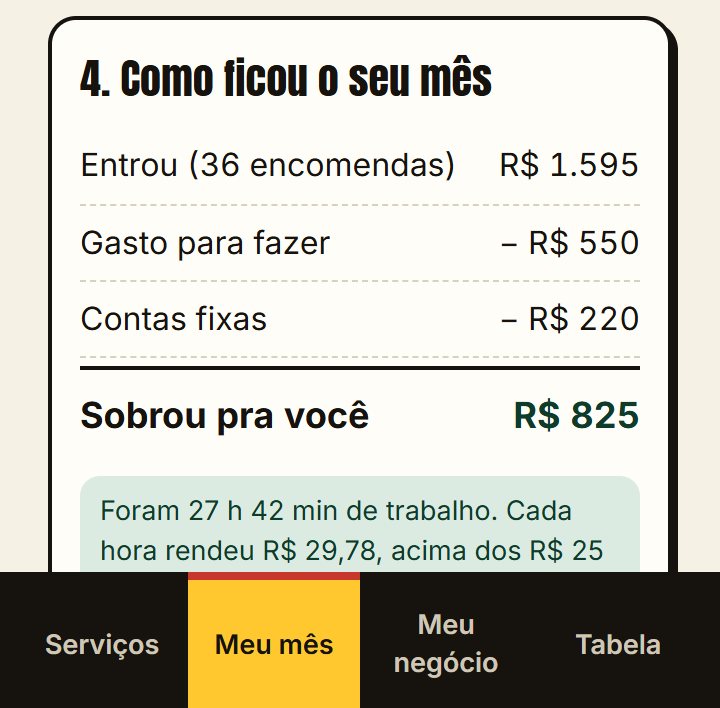 4. Como ficou o seu mês
Entrou (36 encomendas) R$ 1.595
Gasto para fazer – R$ 550
Contas fixas – R$ 220
Sobrou pra você R$ 825
Foram 27 h 42 min de trabalho. Cada
hora rendeu R$ 29,78, acima dos R$ 25
Serviços
Meu mês
Meu
negócio
Tabela